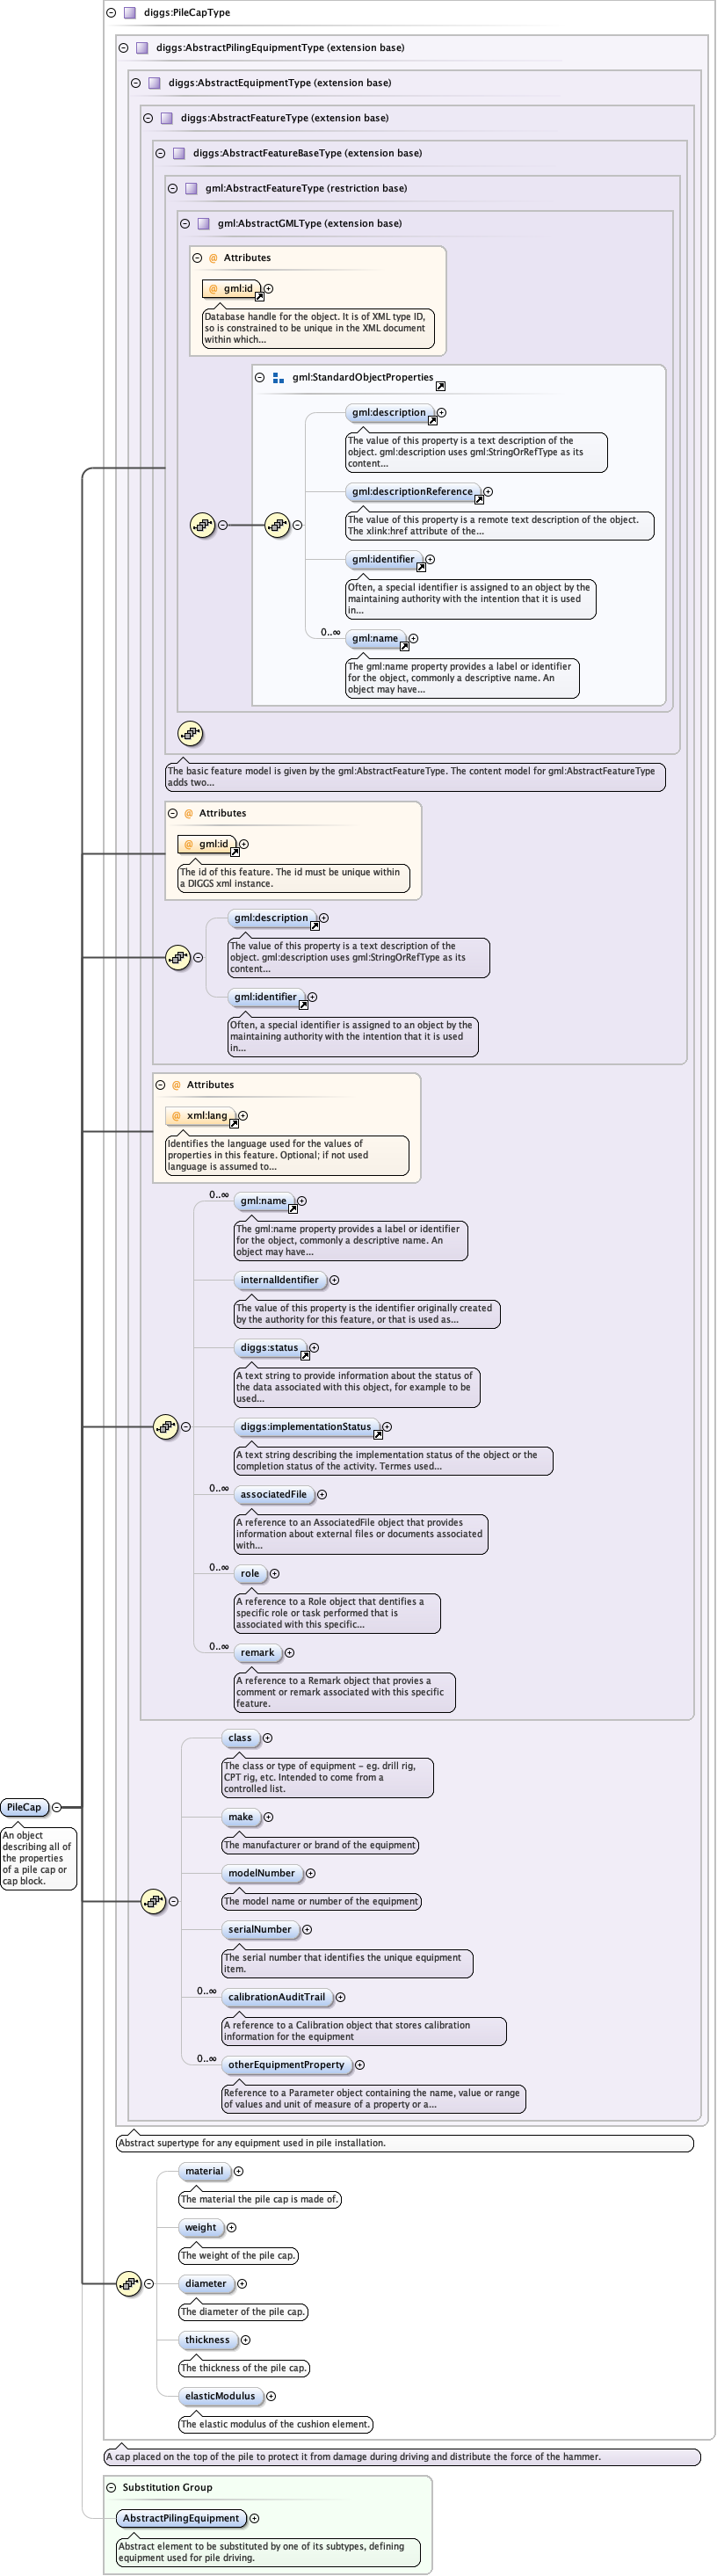 diggs:PileCapType
diggs:AbstractPilingEquipmentType (extension base)
diggs:AbstractEquipmentType (extension base)
diggs:AbstractFeatureType (extension base)
diggs:AbstractFeatureBaseType (extension base)
gml:AbstractFeatureType (restriction base)
gml:AbstractGMLType (extension base)
@ Attributes
@ gml:id
Database handle for the object. It is of XML type ID,
so is constrained to be unique in the XML document
within which...
gml:StandardObjectProperties
gml:description
The value of this property is a text description of the
object. gml:description uses gml:StringOrRefType as its
content...
gml:descriptionReference
The value of this property is a remote text description of the object.
The xlink:href attribute of the...
gml:identifier
Often, a special identifier is assigned to an object by the
maintaining authority with the intention that it is used
in...
0..∞
gml:name
The gml:name property provides a label or identifier
for the object, commonly a descriptive name. An
object may have...
The basic feature model is given by the gml:AbstractFeatureType. The content model for gml:AbstractFeatureType
adds two...
@ Attributes
@ gml:id
The id of this feature. The id must be unique within
a DIGGS xml instance.
gml:description
The value of this property is a text description of the
object. gml:description uses gml:StringOrRefType as its
content...
gml:identifier
Often, a special identifier is assigned to an object by the
maintaining authority with the intention that it is used
in...
@ Attributes
@ xml:lang
Identifies the language used for the values of
properties in this feature. Optional; if not used
language is assumed to...
0..∞
gml:name
The gml:name property provides a label or identifier
for the object, commonly a descriptive name. An
object may have...
internalIdentifier
The value of this property is the identifier originally created
by the authority for this feature, or that is used as...
diggs:status
A text string to provide information about the status of
the data associated with this object, for example to be
used...
diggs:implementationStatus
A text string describing the implementation status of the object or the
completion status of the activity. Termes used...
0..∞
associatedFile
A reference to an AssociatedFile object that provides
information about external files or documents associated
with...
0..∞
role
A reference to a Role object that dentifies a
specific role or task performed that is
associated with this specific...
0..∞
remark
A reference to a Remark object that provies a
comment or remark associated with this specific
feature.
class
The class or type of equipment - eg. drill rig,
CPT rig, etc. Intended to come from a
controlled list.
PileCap
An object
describing all of
the properties
of a pile cap or
cap block.
make
The manufacturer or brand of the equipment
modelNumber
The model name or number of the equipment
serialNumber
The serial number that identifies the unique equipment
item.
0..∞
calibrationAuditTrail
A reference to a Calibration object that stores calibration
information for the equipment
0..∞
otherEquipmentProperty
Reference to a Parameter object containing the name, value or range
of values and unit of measure of a property or a...
Abstract supertype for any equipment used in pile installation.
material
The material the pile cap is made of.
weight
The weight of the pile cap.
diameter
The diameter of the pile cap.
thickness
The thickness of the pile cap.
elasticModulus
The elastic modulus of the cushion element.
A cap placed on the top of the pile to protect it from damage during driving and distribute the force of the hammer.
Substitution Group
AbstractPilingEquipment
Abstract element to be substituted by one of its subtypes, defining
equipment used for pile driving.